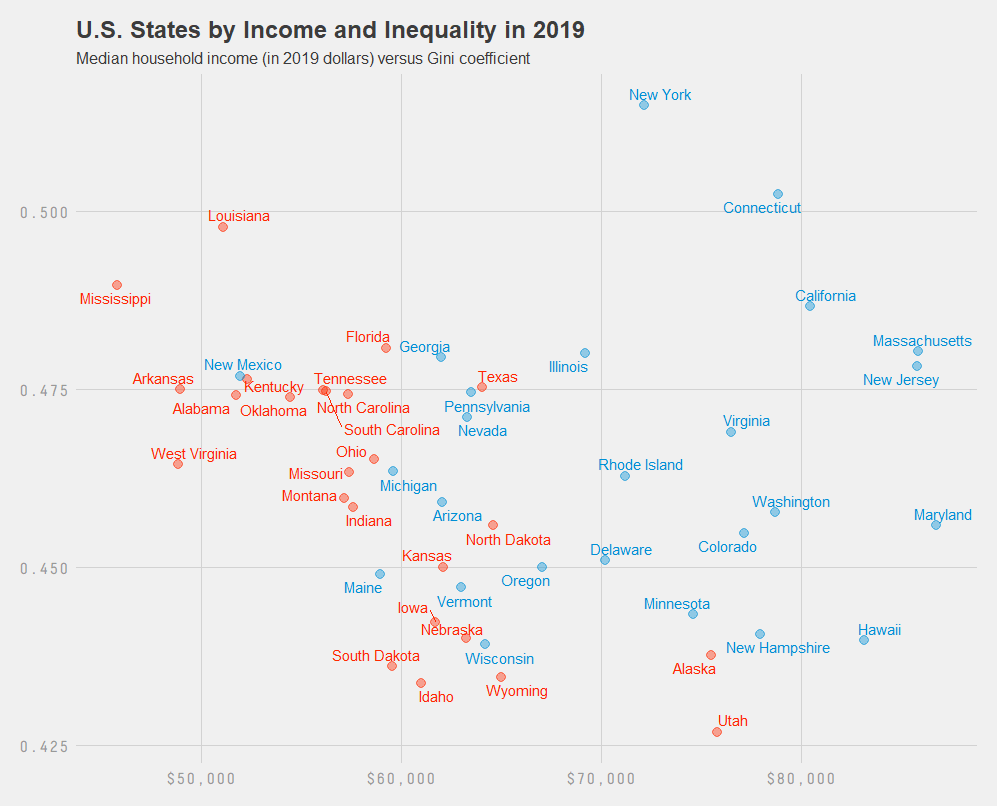 U.S. States by Income and Inequality in 2019
Median household income (in 2019 dollars) versus Gini coefficient
New York
Connecticut
0.500
Louisiana
California
Mississippi
Florida
Massachusetts
Georgia
New Mexico
Illinois
Arkansas
Tennessee
Texas
New Jersey
Kentucky
0.475
Alabama
Oklahoma
North Carolina
Pennsylvania
Virginia
South Carolina
Nevada
West Virginia
Ohio
Rhode Island
Missouri
Michigan
Montana
Washington
Indiana
Arizona
Maryland
North Dakota
Colorado
Kansas
Delaware
0.450
Maine
Oregon
Vermont
Minnesota
Iowa
Nebraska
Hawaii
South Dakota
Wisconsin
New Hampshire
Alaska
Idaho
Wyoming
Utah
0.425
$50,000
$60,000
$70,000
$80,000